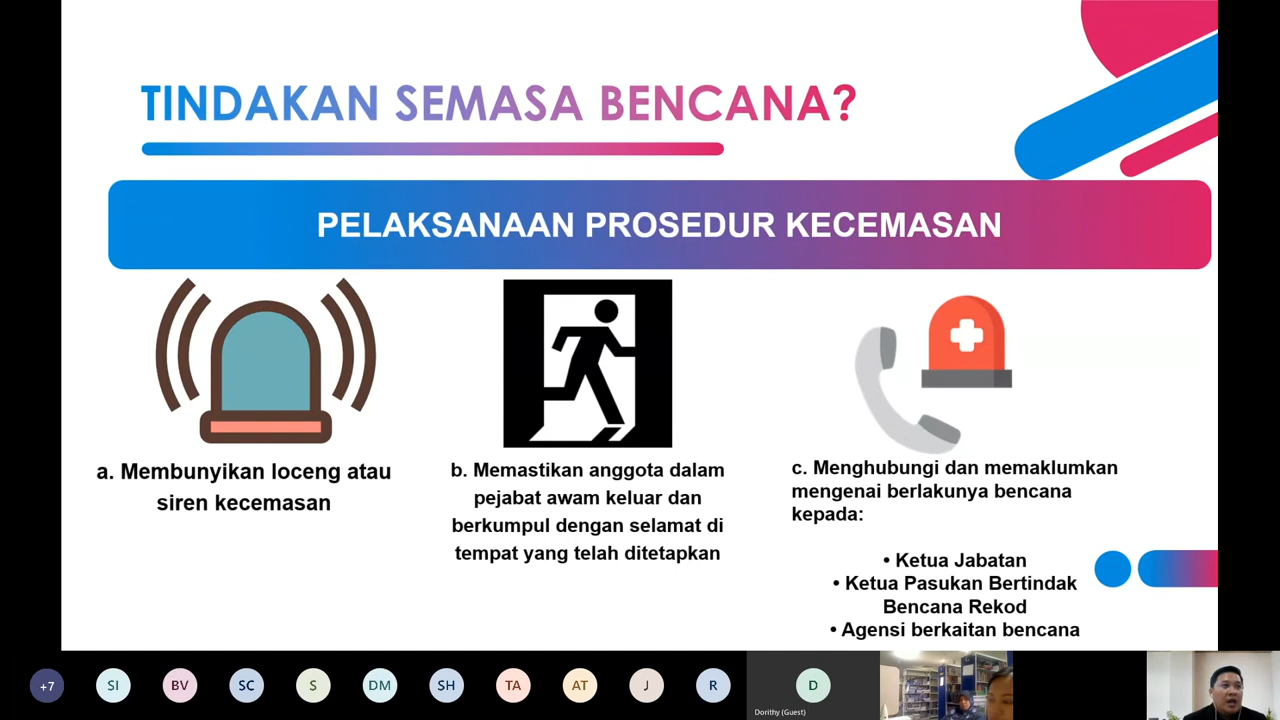 TINDAKAN SEMASA BENCANA?
PELAKSANAAN PROSEDUR KECEMASAN
a. Membunyikan loceng atau
siren kecemasan
b. Memastikan anggota dalam
pejabat awam keluar dan
berkumpul dengan selamat di
tempat yang telah ditetapkan
c. Menghubungi dan memaklumkan
mengenai berlakunya bencana
kepada:
• Ketua Jabatan
• Ketua Pasukan Bertindak
Bencana Rekod
• Agensi berkaitan bencana
+7
SI
BV
SC
S
DM
SH
TA
AT
J
R
D
Dorithy (Guest)